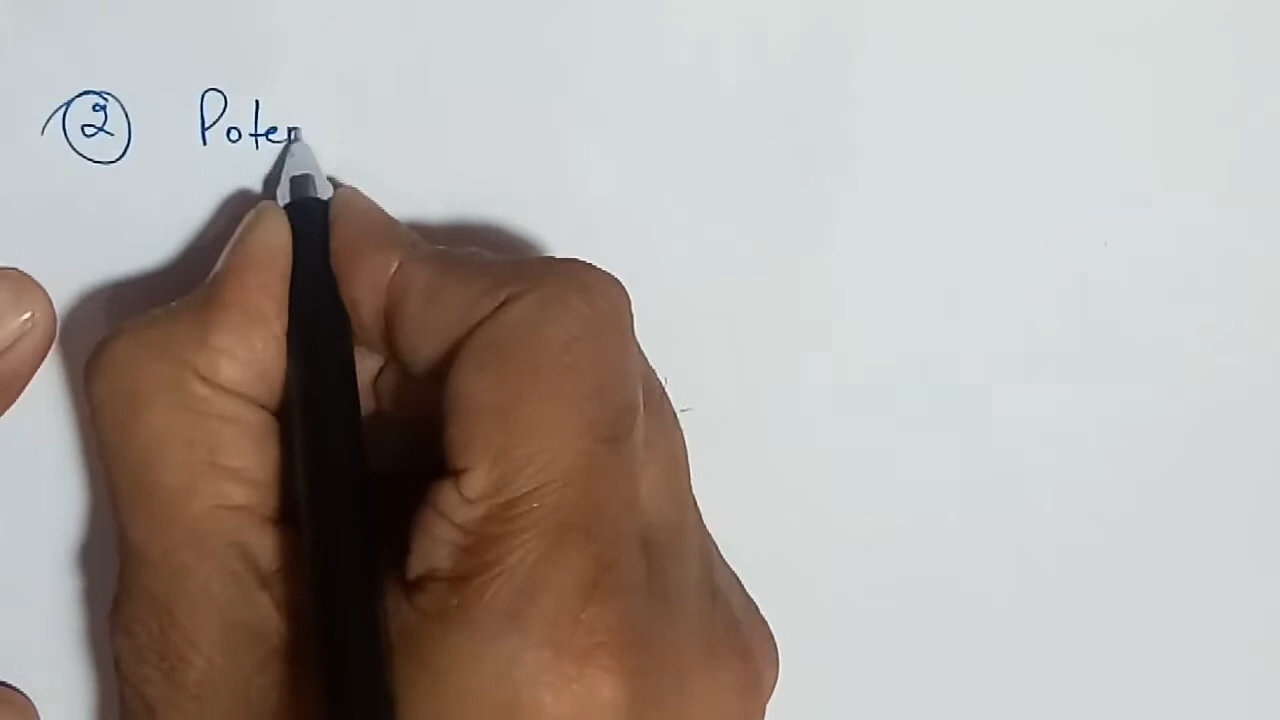 ② Poten